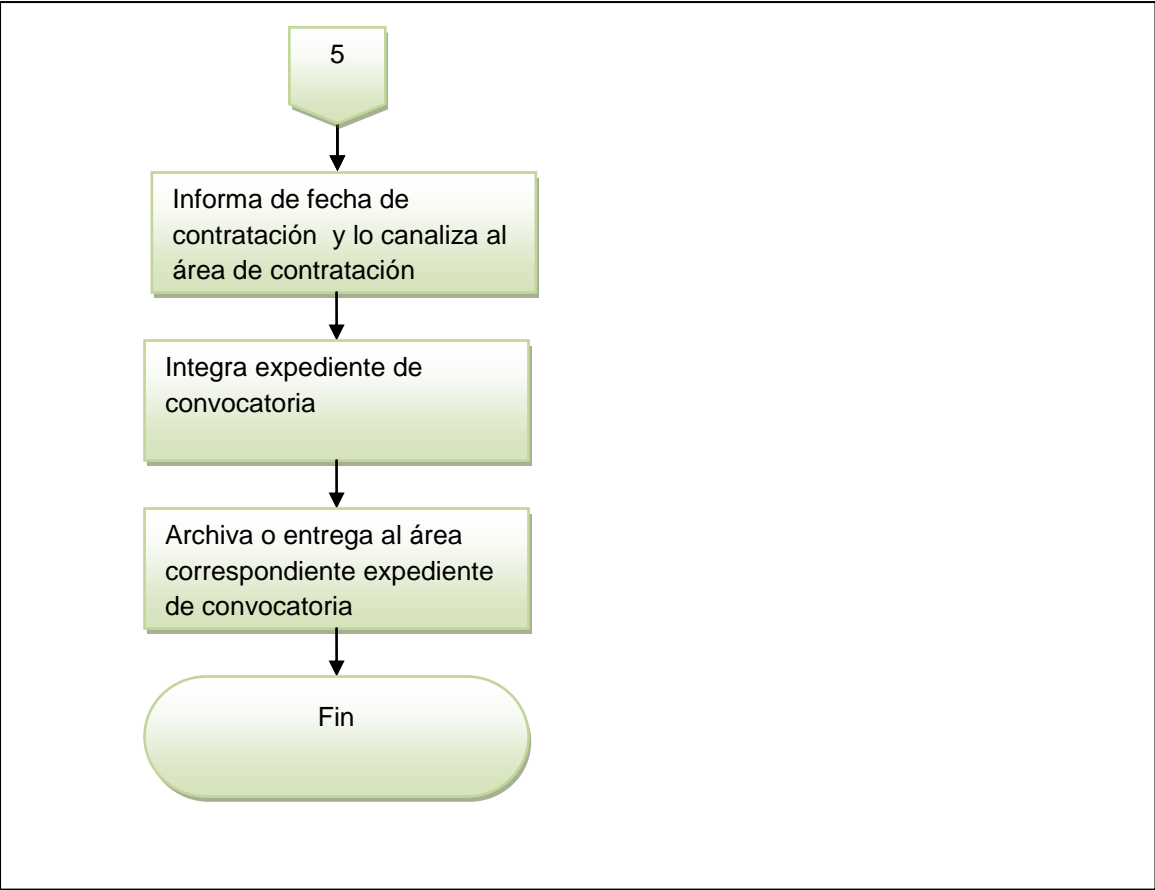 5
Informa de fecha de
contratación  y lo canaliza al
área de contratación
Integra expediente de
convocatoria
Archiva o entrega al área
correspondiente expediente
de convocatoria
Fin